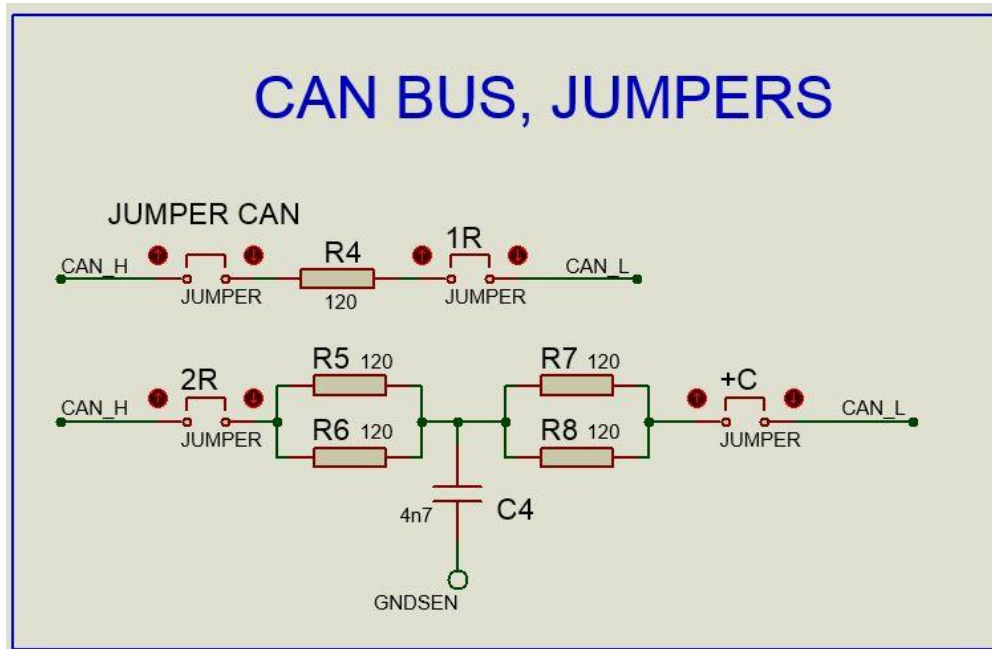 CAN BUS, JUMPERS
JUMPER CAN
CAN_H
R4
1R
CAN_L
JUMPER
120
JUMPER
R5 120
R7 120
CAN_H
2R
+C
CAN_L
JUMPER
R6 120
R8 120
JUMPER
4n7
C4
GNDSEN